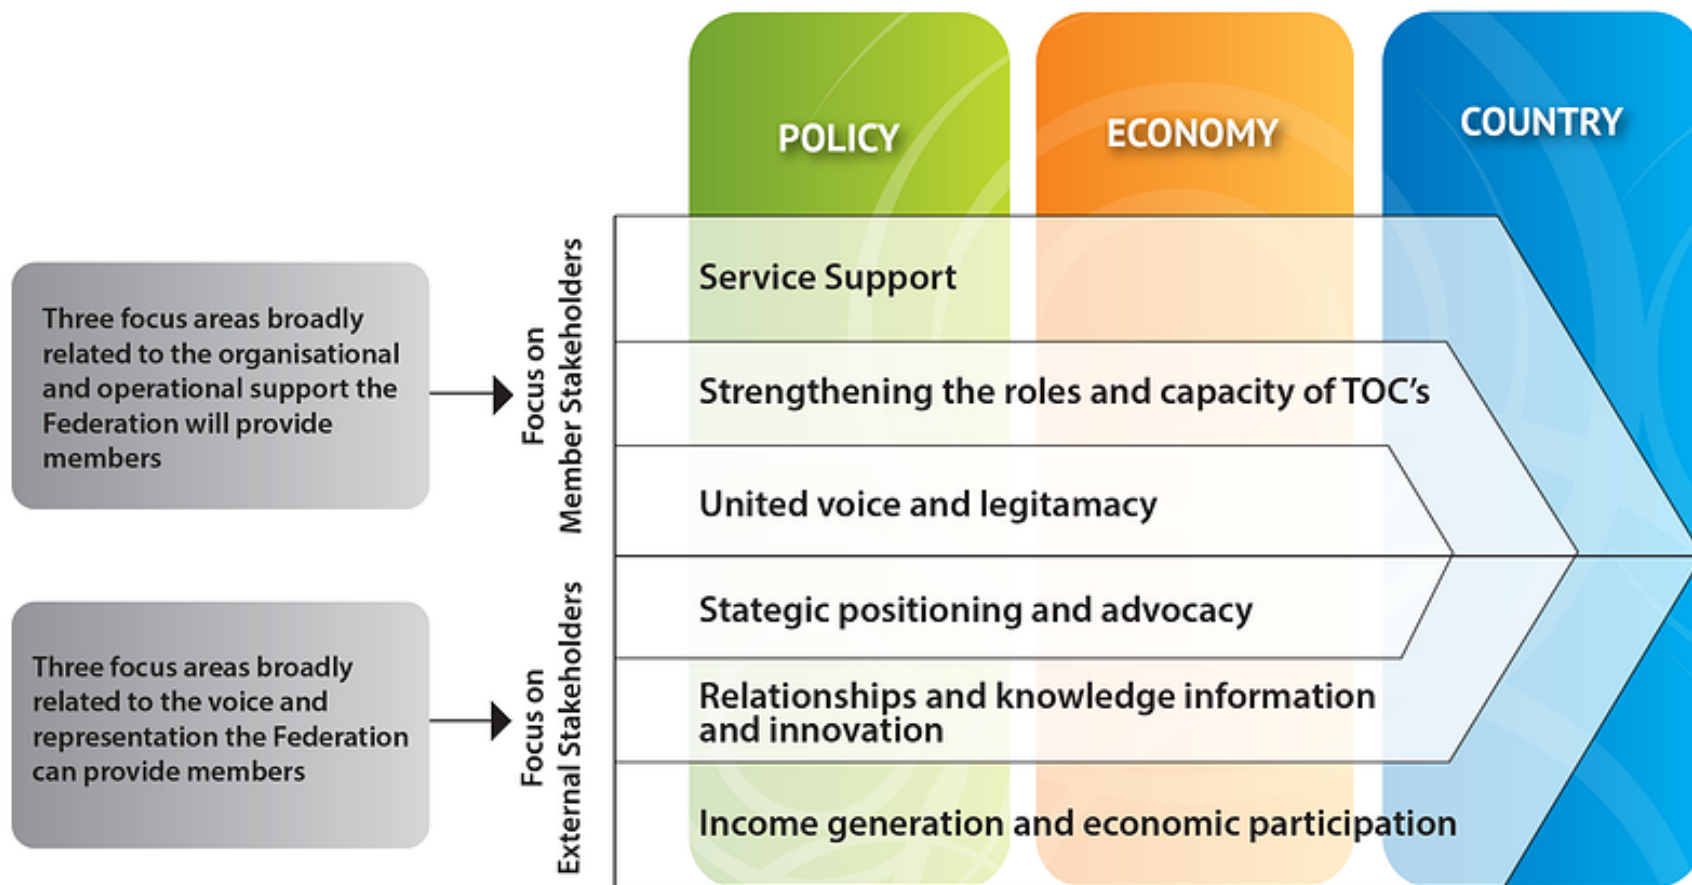 POLICY
ECONOMY
COUNTRY
Three focus areas broadly
related to the organisational
and operational support the
Federation will provide
members
Focus on
Member Stakeholders
Service Support
Strengthening the roles and capacity of TOC's
United voice and legitamacy
Three focus areas broadly
related to the voice and
representation the Federation
can provide members
Focus on
External Stakeholders
Stategic positioning and advocacy
Relationships and knowledge information
and innovation
Income generation and economic participation